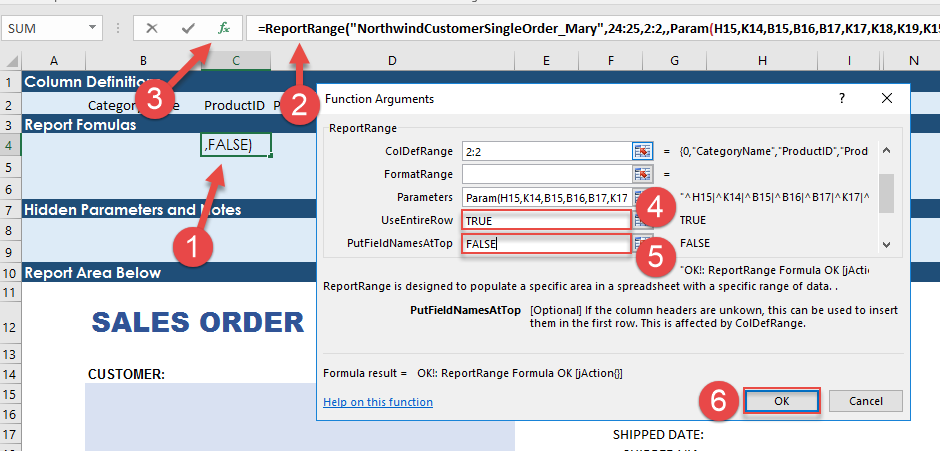 SUM fx =ReportRange("NorthwindCustomerSingleOrder_Mary",24:25,2:2,,Param(H15,K14,B15,B16,B17,K17,K18,K19,K15
3 2
A B C D E F G H I N
1 Column Definition
2 Category ProductID
3 Report Fomulas
4 ,FALSE)
5
6
7 Hidden Parameters and Notes
8
9
10 Report Area Below
11
12 SALES ORDER
13
14 CUSTOMER:
15
16
17 SHIPPED DATE:
1
Function Arguments ? ×
ReportRange
ColDefRange 2:2 = {0,"CategoryName","ProductID","Prod
FormatRange =
Parameters Param(H15,K14,B15,B16,B17,K17 "^H15|^K14|^B15|^B16|^B17|^K17|^
UseEntireRow TRUE 4 TRUE
PutFieldNamesAtTop FALSE 5 FALSE
"OK!: ReportRange Formula OK [jAction
ReportRange is designed to populate a specific area in a spreadsheet with a specific range of data. .
PutFieldNamesAtTop [Optional] If the column headers are unkown, this can be used to insert
them in the first row. This is affected by ColDefRange.
Formula result = OK!: ReportRange Formula OK [jAction{}]
Help on this function 6 OK Cancel